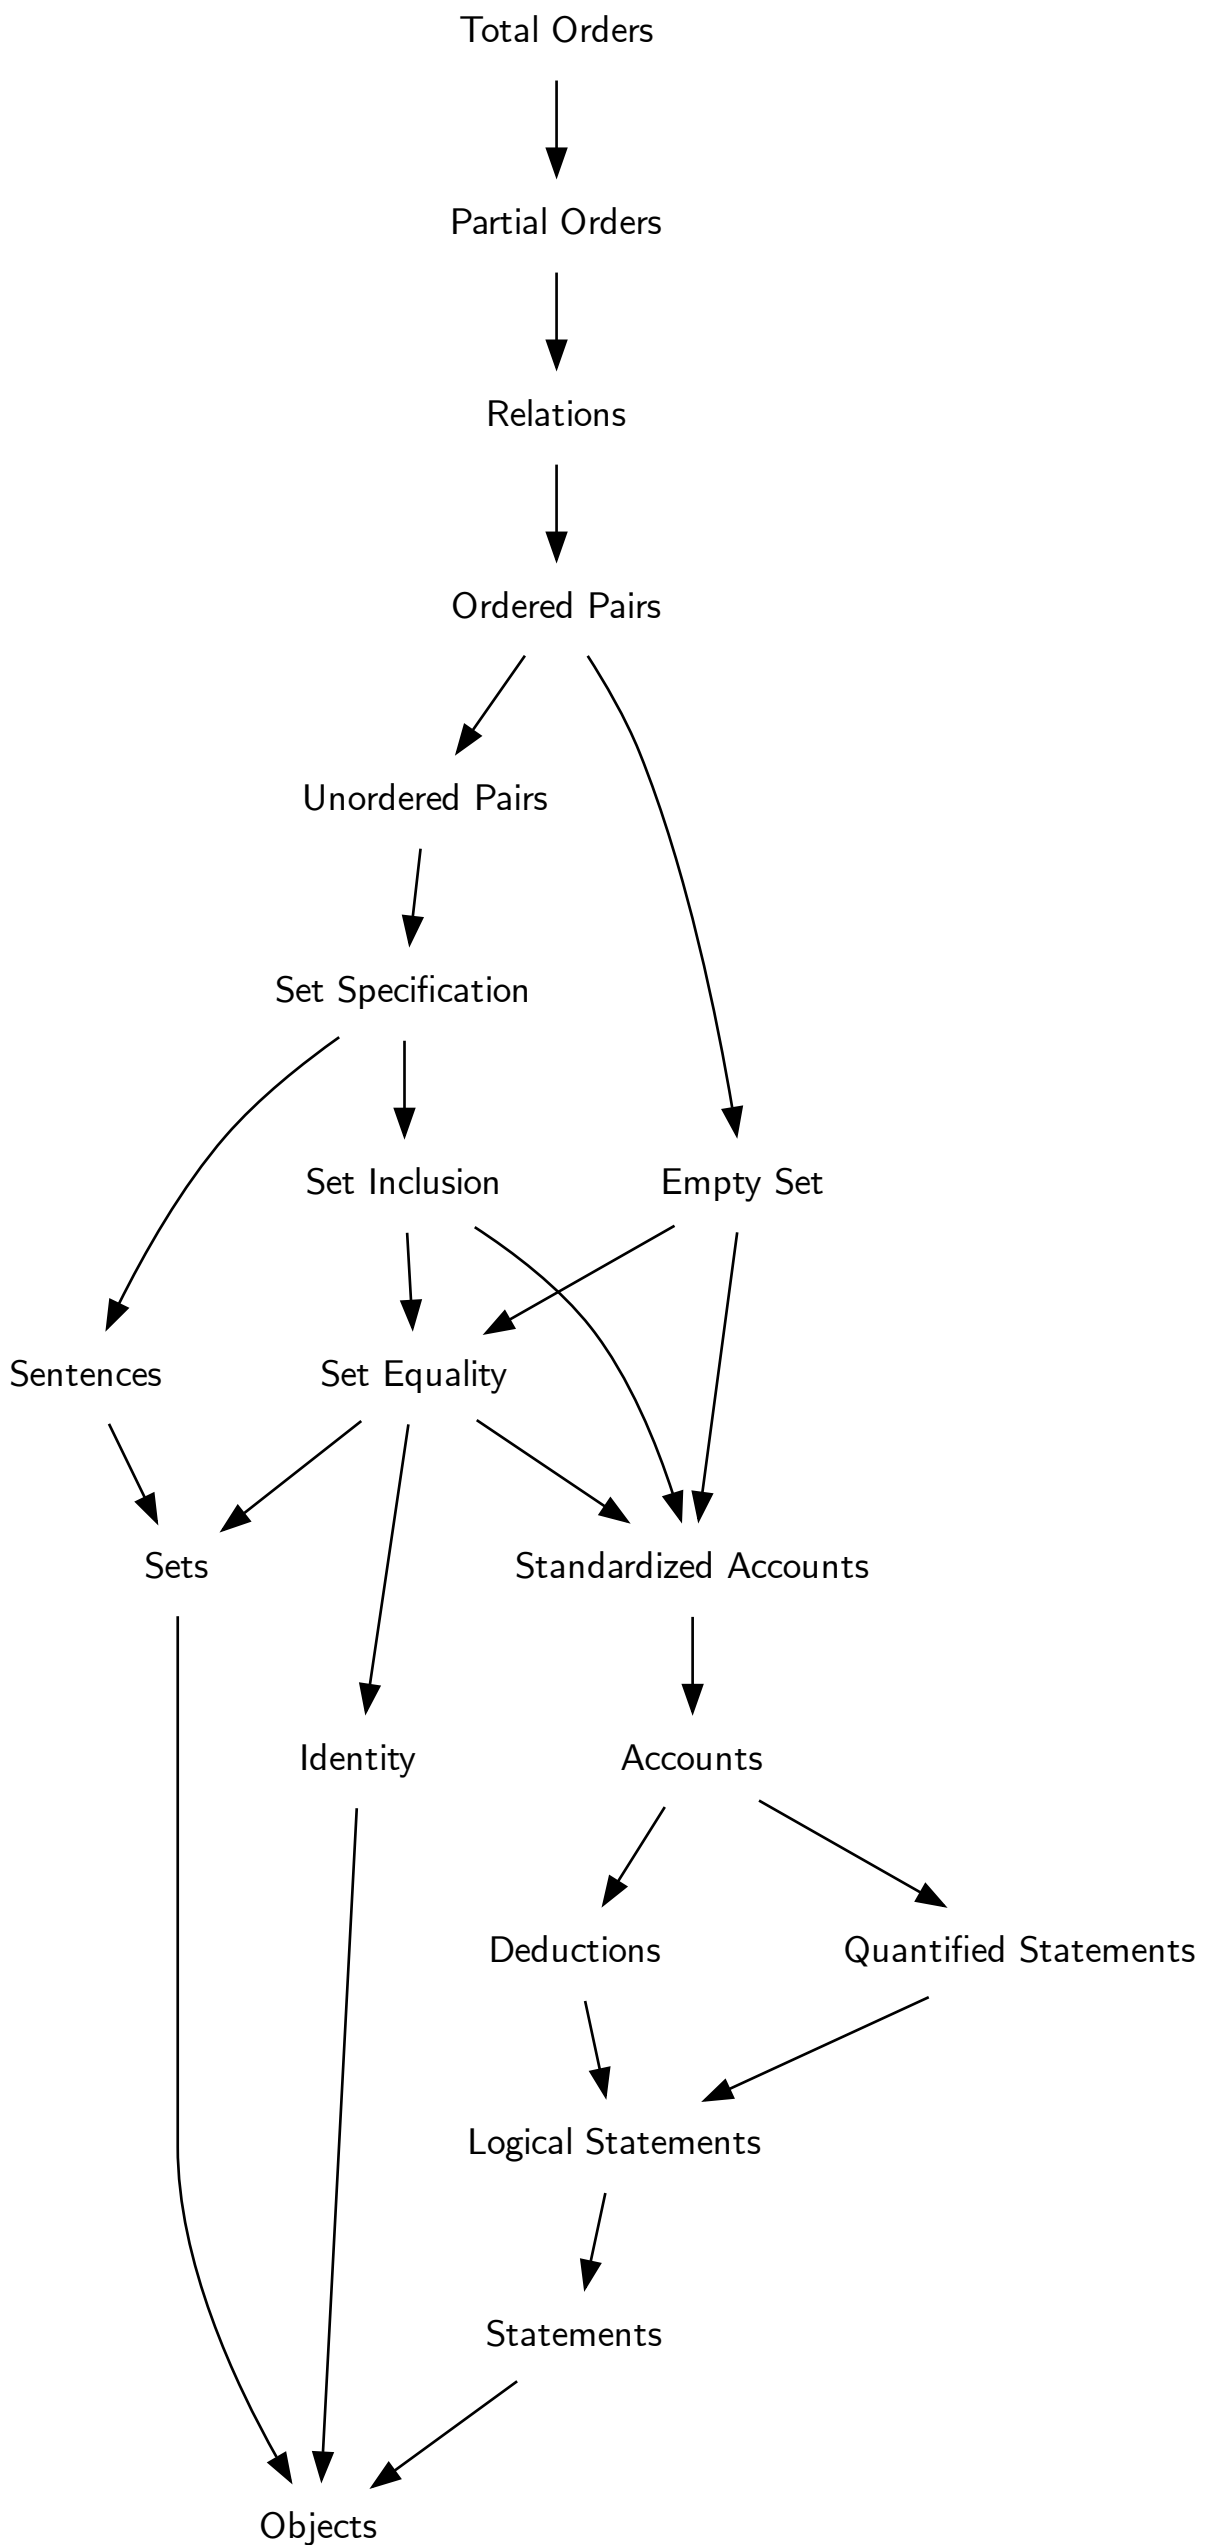 Total Orders
Partial Orders
Relations
Ordered Pairs
Unordered Pairs
Set Specification
Set Inclusion
Empty Set
Sentences
Set Equality
Sets
Standardized Accounts
Identity
Accounts
Deductions
Quantified Statements
Logical Statements
Statements
Objects